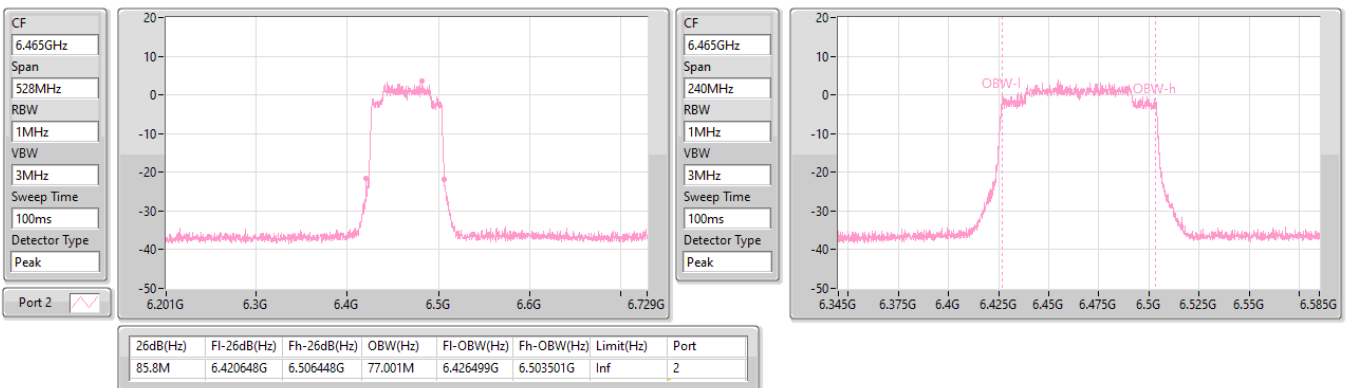 CF
6.465GHz
Span
528MHz
RBW
1MHz
VBW
3MHz
Sweep Time
100ms
Detector Type
Peak
Port 2
20
10
0
-10
-20
-30
-40
-50
6.201G 6.3G 6.4G 6.5G 6.6G 6.729G
CF
6.465GHz
Span
240MHz
RBW
1MHz
VBW
3MHz
Sweep Time
100ms
Detector Type
Peak
20
10
0
-10
-20
-30
-40
-50
OBW-l
OBW-h
6.345G 6.375G 6.4G 6.425G 6.45G 6.475G 6.5G 6.525G 6.55G 6.585G
26dB(Hz) Fl-26dB(Hz) Fh-26dB(Hz) OBW(Hz) Fl-OBW(Hz) Fh-OBW(Hz) Limit(Hz) Port
85.8M 6.420648G 6.506448G 77.001M 6.426499G 6.503501G Inf 2